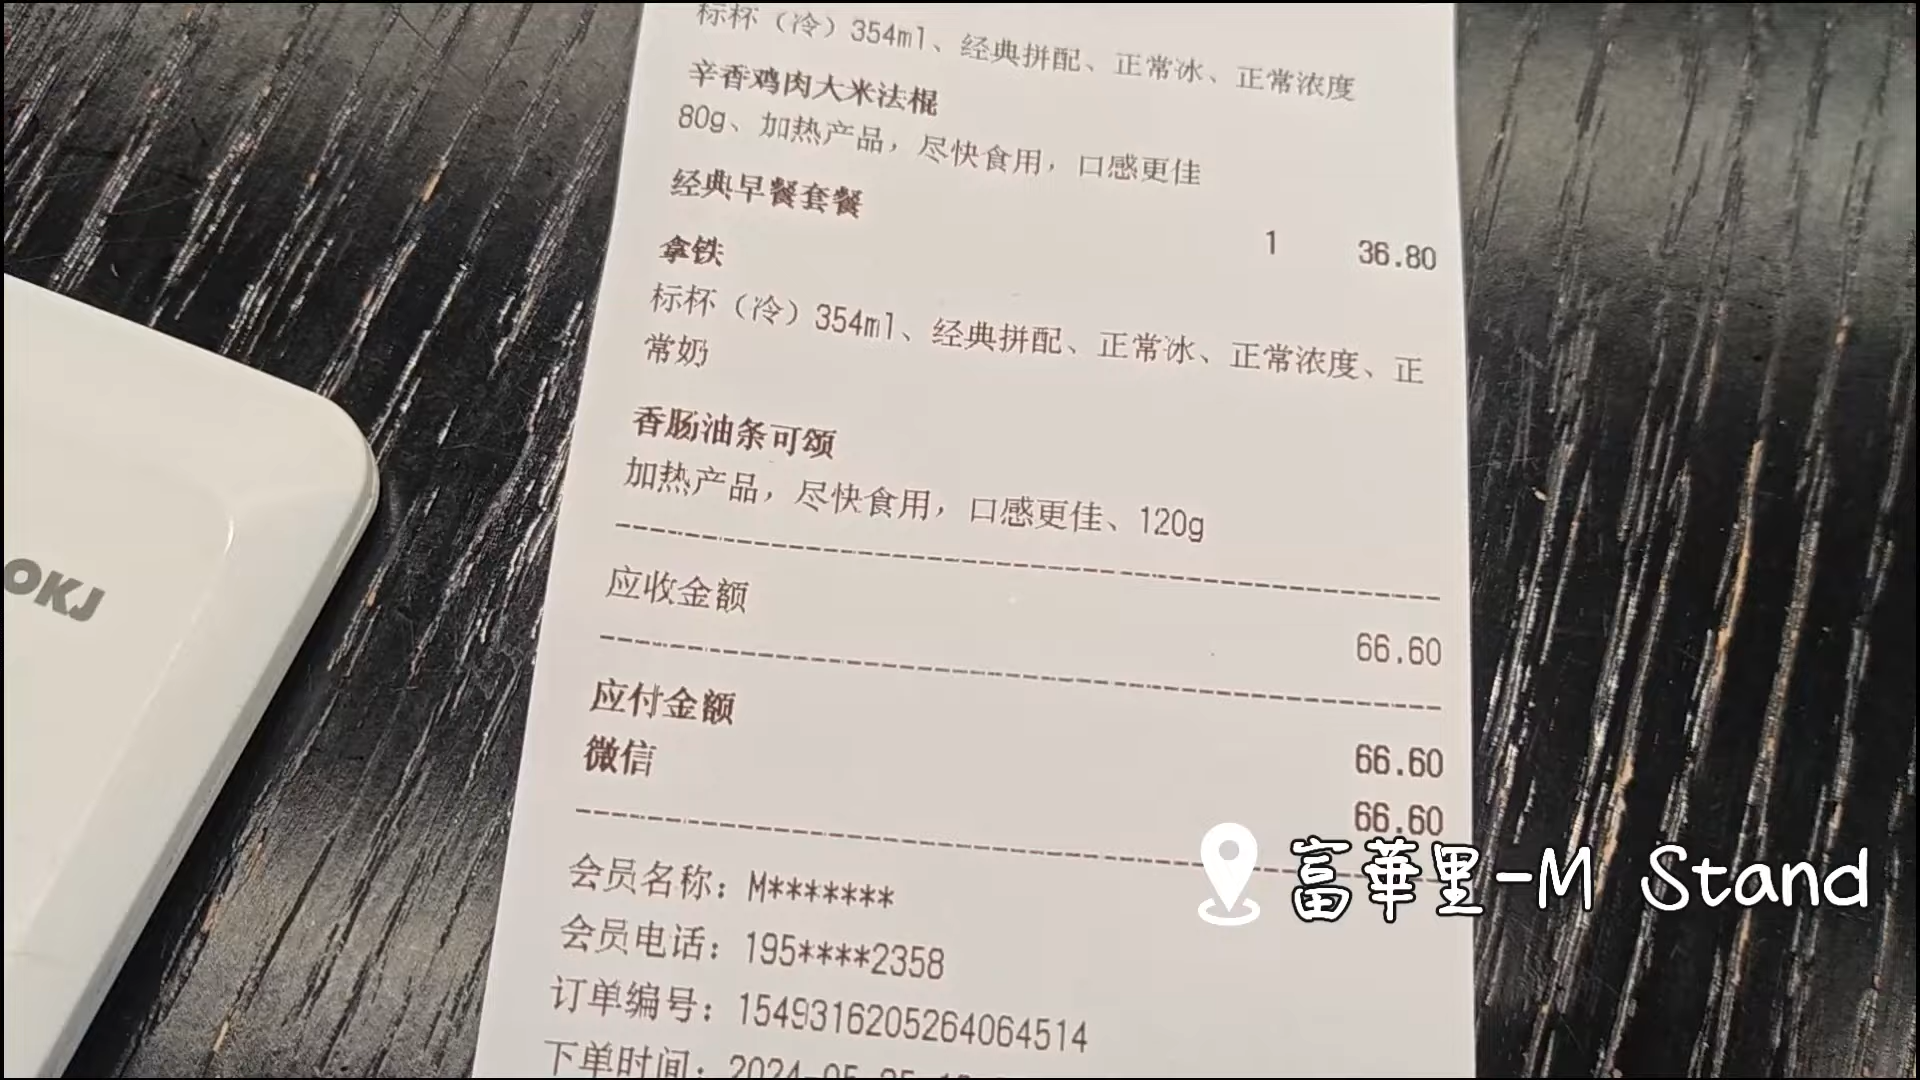 标杯（冷）354ml、经典拼配、正常冰、正常浓度
辛香鸡肉大米法棍
80g、加热产品，尽快食用，口感更佳
经典早餐套餐
1 36.80
拿铁
标杯（冷）354ml、经典拼配、正常冰、正常浓度、正
常奶
香肠油条可颂
加热产品，尽快食用，口感更佳、120g
应收金额
66.60
应付金额
66.60
微信
66.60
会员名称：M*******
会员电话：195****2358
订单编号：1549316205264064514
下单时间：2024-05-
OKJ
富華里-M Stand